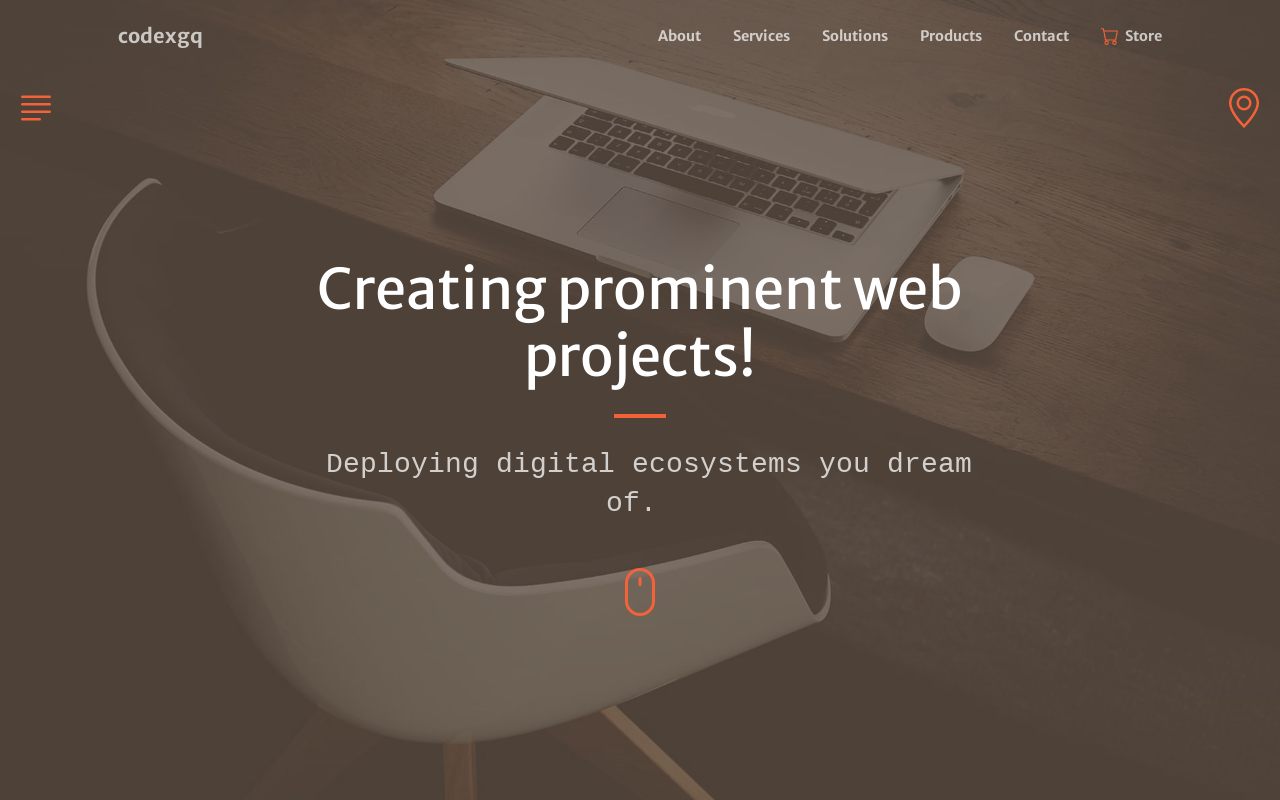 codexgq
About
Services
Solutions
Products
Contact
Store
Creating prominent web
projects!
Deploying digital ecosystems you dream
of.